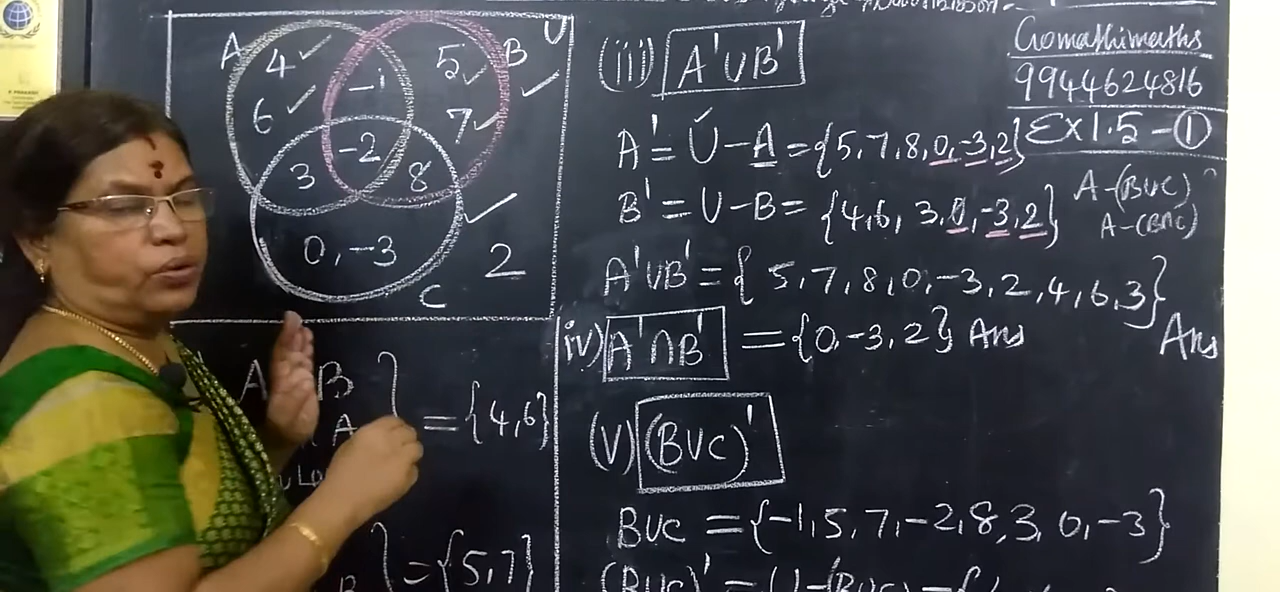 A
4
-1
5
B
U
6
7
-2
3
8
0, -3
2
C
A B
A
= {4,6}
B
= {5,7}
(iii) A'UB'
A' = U-A = {5,7,8,0,-3,2}
B' = U-B = {4,6, 3,0,-3,2}
A'UB' = { 5,7,8,0,-3,2,4,6,3}
Ans
iv) A'∩B' = {0,-3,2} Ans
(V) (BUC)'
BUC = {-1,5,7,-2,8,3,0,-3}
(BUC)' = U-(BUC) = {
Gomathimaths
9944624816
Ex1.5-①
A-(BUC)
A-(B∩C)